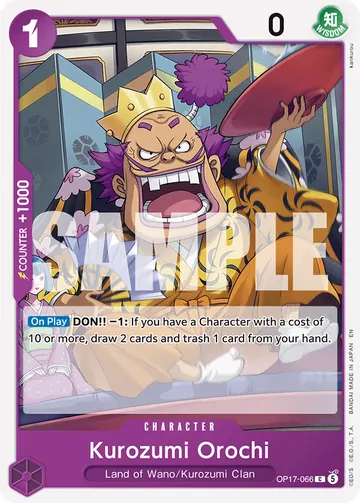 1
0
知
WISDOM
kankurou
⚡COUNTER +1000
SAMPLE
On Play DON!! −1: If you have a Character with a cost of
10 or more, draw 2 cards and trash 1 card from your hand.
CHARACTER
Kurozumi Orochi
Land of Wano/Kurozumi Clan
OP17-066 C 5
©E.O./S., T.A. BANDAI MADE IN JAPAN EN